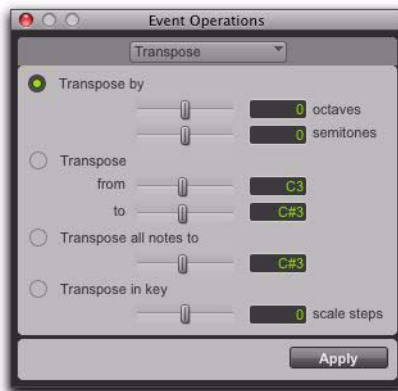 Event Operations
Transpose
Transpose by
0 octaves
0 semitones
Transpose
from C3
to C#3
Transpose all notes to
C#3
Transpose in key
0 scale steps
Apply